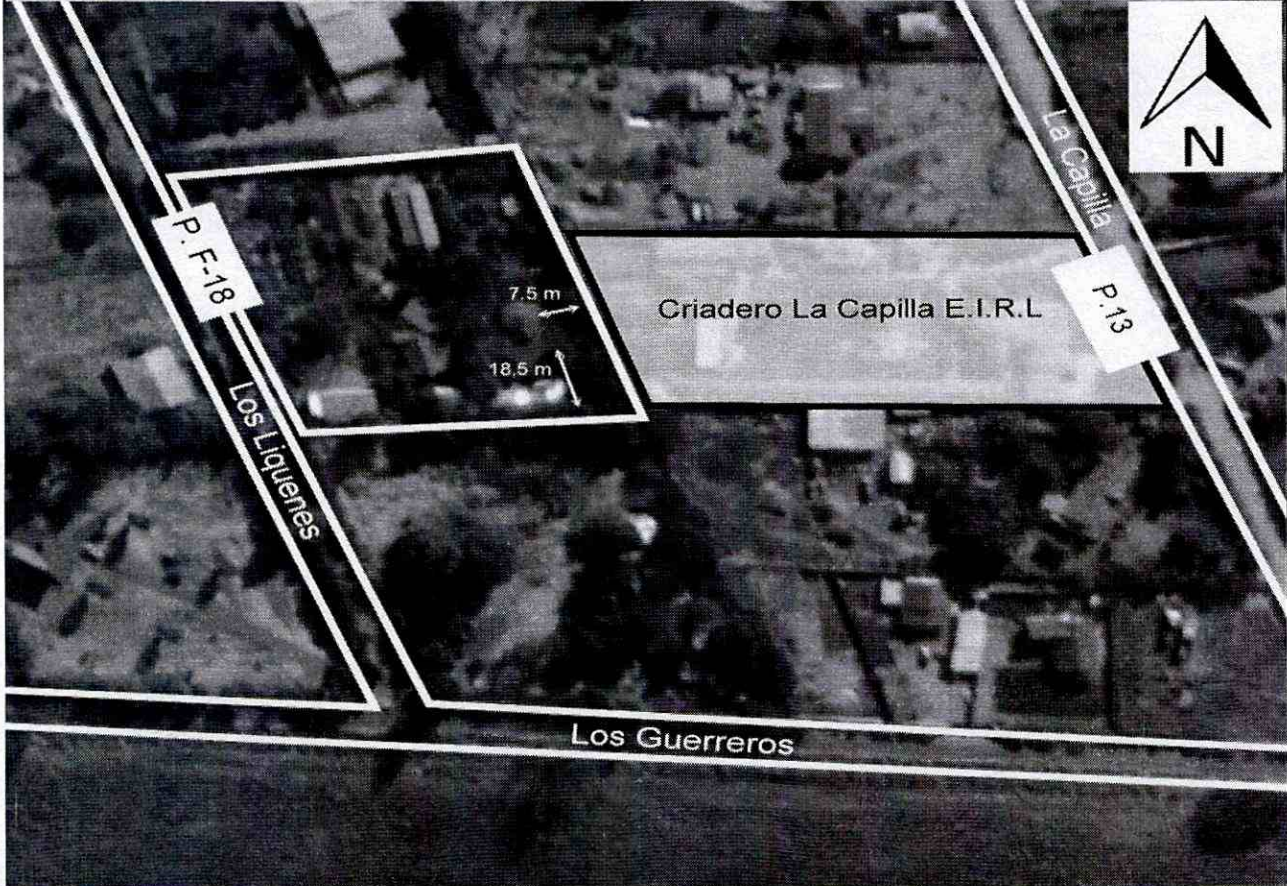 N
La Capilla
P. F-18
7.5 m
Criadero La Capilla E.I.R.L
P.13
18,5 m
Los Liquenes
Los Guerreros